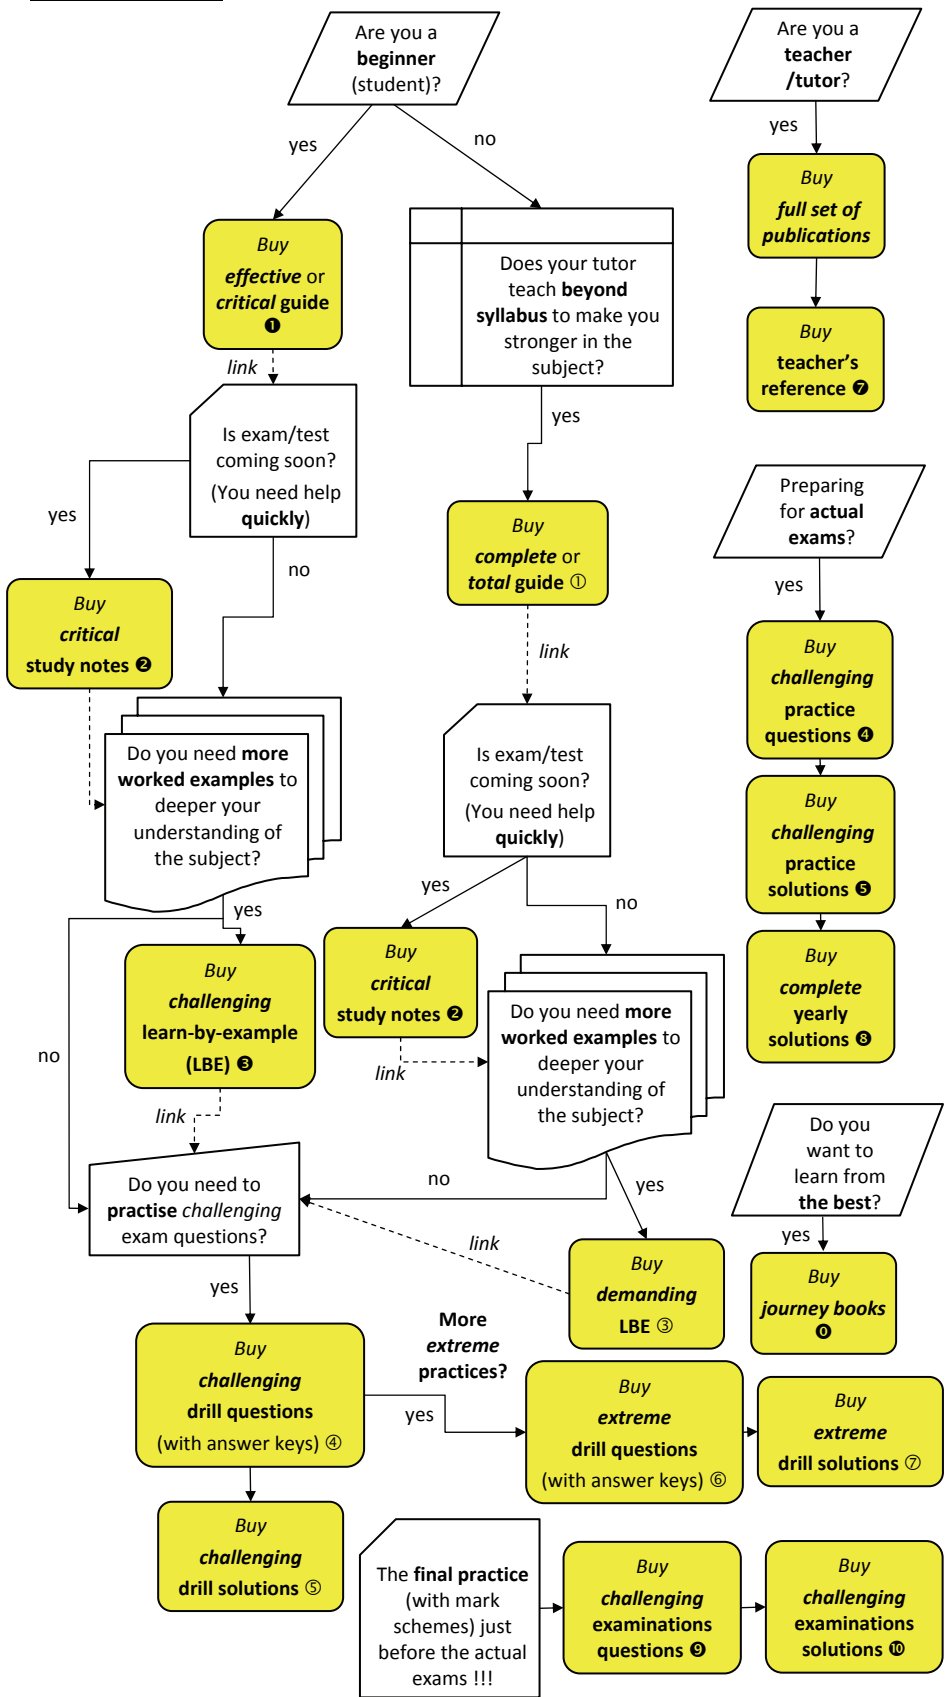 Are you a
beginner
(student)?
yes
no
Buy
effective or
critical guide
❶
link
Does your tutor
teach beyond
syllabus to make you
stronger in the
subject?
yes
Is exam/test
coming soon?
(You need help
quickly)
yes
no
Buy
critical
study notes ❷
Buy
complete or
total guide ①
link
Do you need more
worked examples to
deeper your
understanding of
the subject?
yes
no
Is exam/test
coming soon?
(You need help
quickly)
yes
no
Buy
challenging
learn-by-example
(LBE) ❸
link
Buy
critical
study notes ❷
link
Do you need more
worked examples to
deeper your
understanding of
the subject?
no
yes
Do you need to
practise challenging
exam questions?
yes
link
Buy
demanding
LBE ③
Buy
challenging
drill questions
(with answer keys) ④
More
extreme
practices?
yes
Buy
extreme
drill questions
(with answer keys) ⑥
Buy
extreme
drill solutions ⑦
Buy
challenging
drill solutions ⑤
The final practice
(with mark
schemes) just
before the actual
exams !!!
Buy
challenging
examinations
questions ❾
Buy
challenging
examinations
solutions ❿
Are you a
teacher
/tutor?
yes
Buy
full set of
publications
Buy
teacher’s
reference ❼
Preparing
for actual
exams?
yes
Buy
challenging
practice
questions ❹
Buy
challenging
practice
solutions ❺
Buy
complete
yearly
solutions ❽
Do you
want to
learn from
the best?
yes
Buy
journey books
⓿